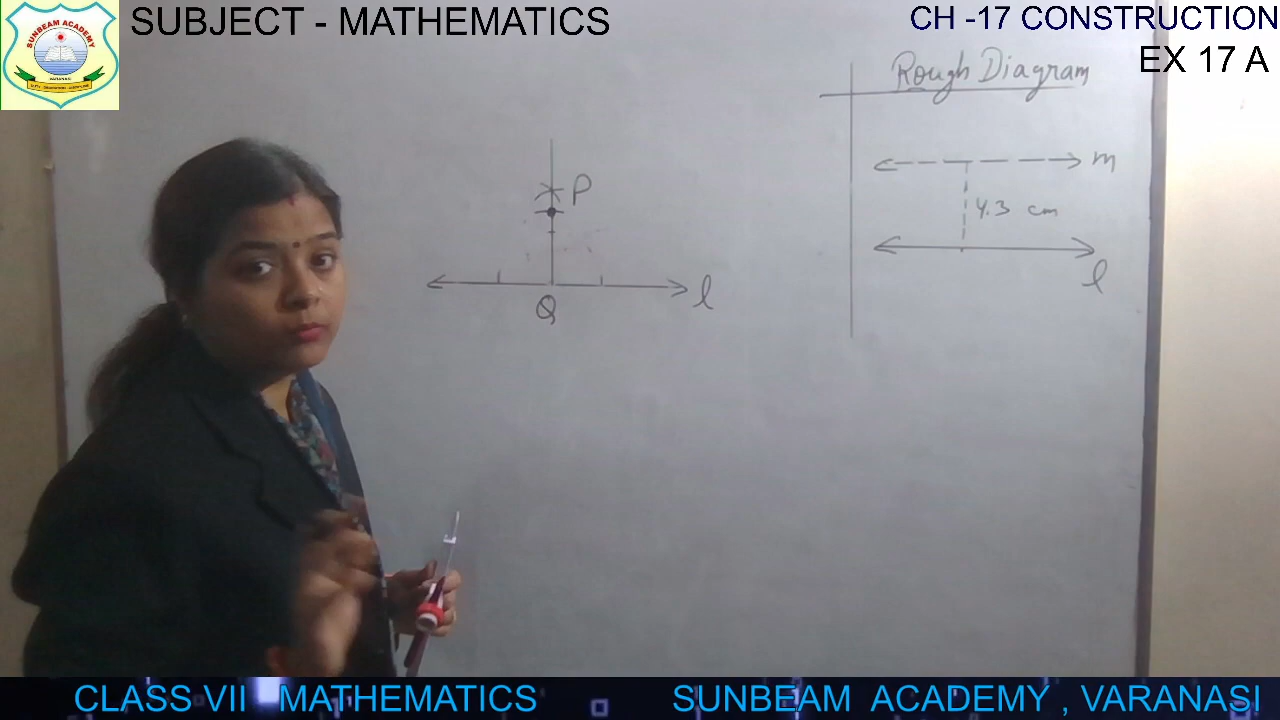 SUNBEAM ACADEMY
VARANASI
SUBJECT - MATHEMATICS
CH -17 CONSTRUCTION
EX 17 A
Rough Diagram
m
4.3 cm
l
P
Q
l
CLASS VII MATHEMATICS
SUNBEAM ACADEMY , VARANASI